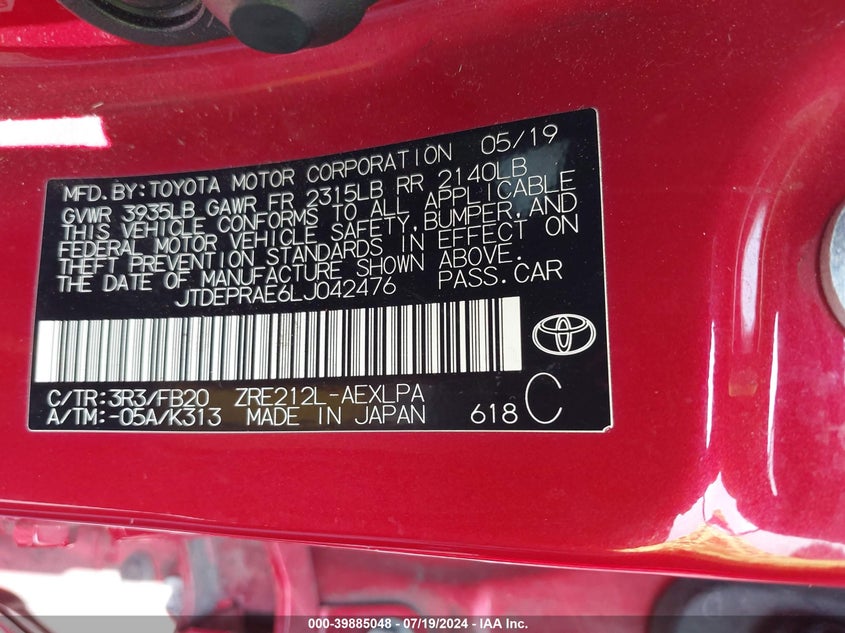 MFD.BY:TOYOTA MOTOR CORPORATION 05/19
GVWR 3935LB GAWR FR 2315LB RR 2140LB
THIS VEHICLE CONFORMS TO ALL APPLICABLE
FEDERAL MOTOR VEHICLE SAFETY,BUMPER,AND
THEFT PREVENTION STANDARDS IN EFFECT ON
THE DATE OF MANUFACTURE SHOWN ABOVE.
JTDEPRAE6LJ042476 PASS.CAR
C/TR:3R3/FB20 ZRE212L-AEXLPA
A/TM:-05A/K313 MADE IN JAPAN 618 C
000-39885048 - 07/19/2024 - IAA Inc.